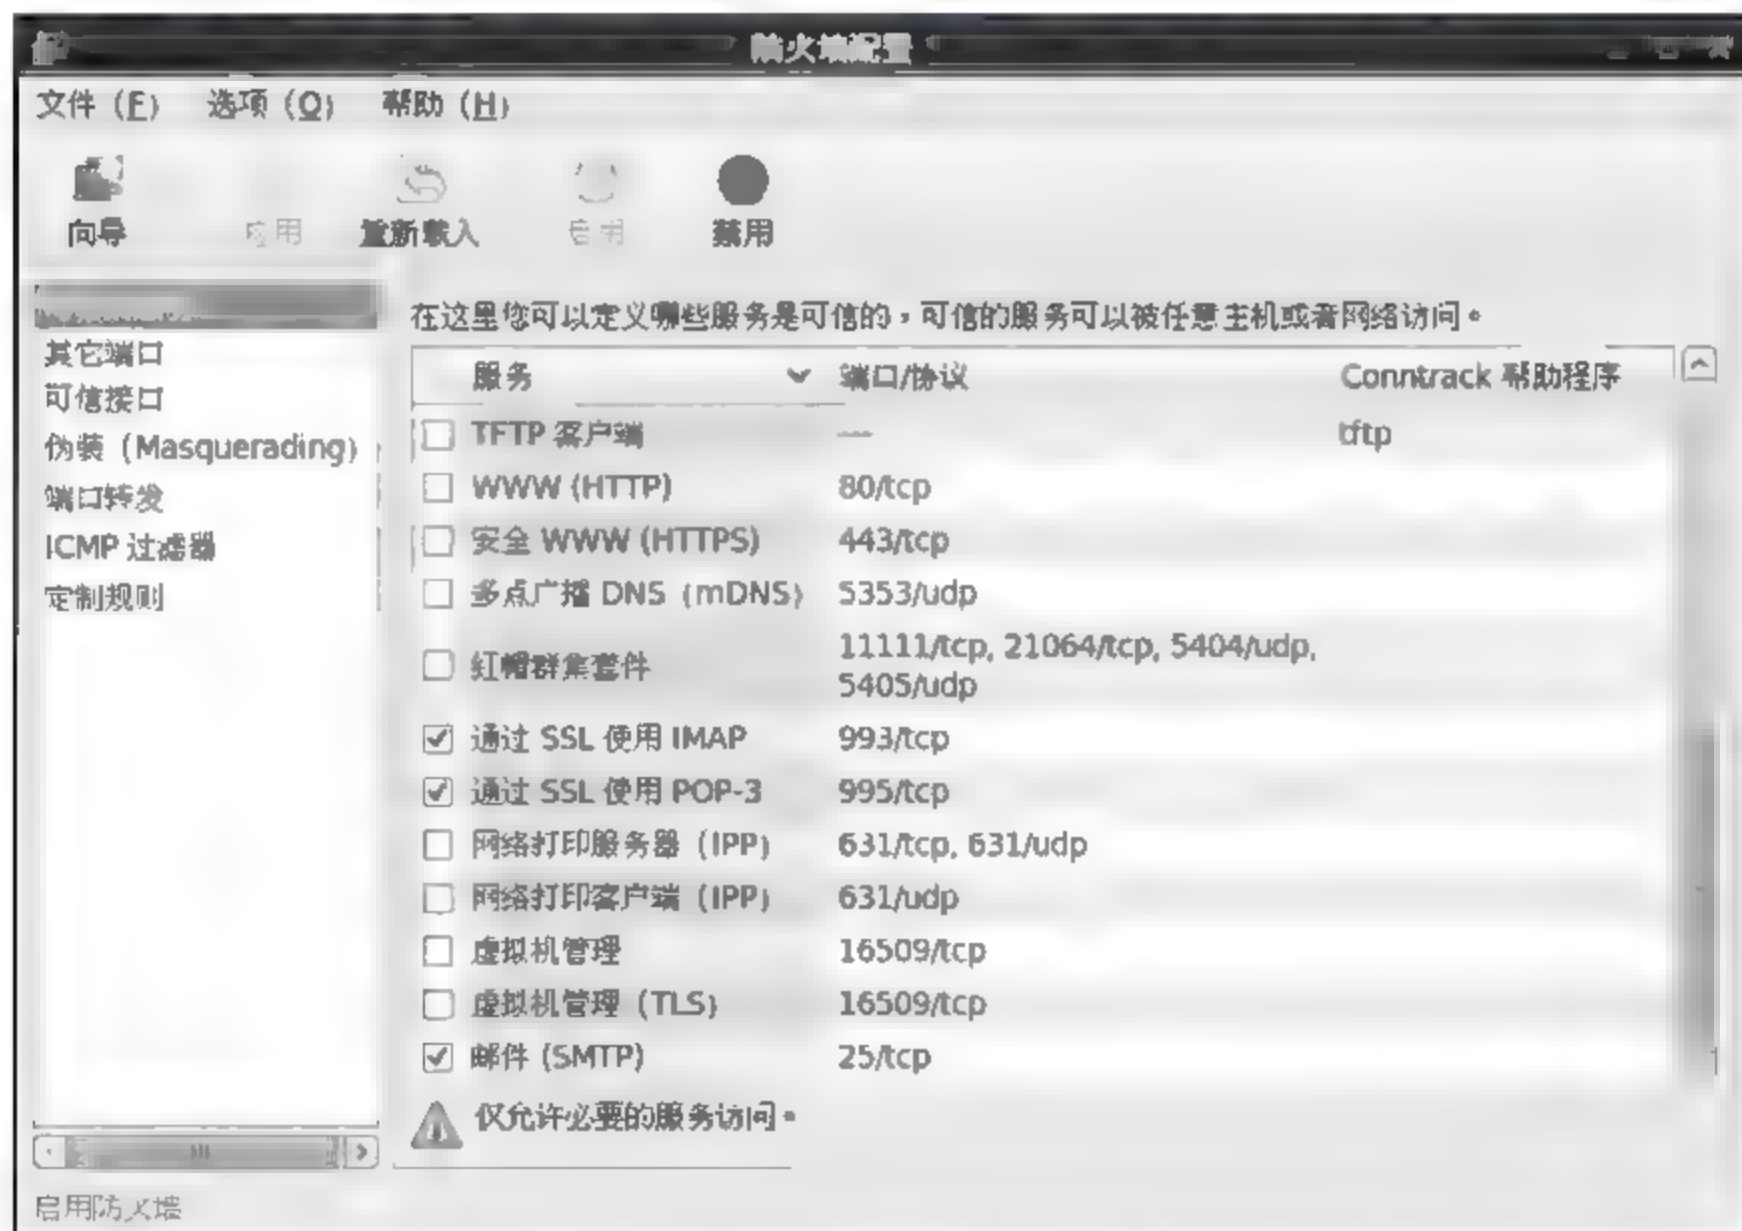 防火墙配置
文件 (F) 选项 (O) 帮助 (H)
向导 应用 重新载入 启用 禁用
其它端口
可信接口
伪装 (Masquerading)
端口转发
ICMP 过滤器
定制规则
在这里您可以定义哪些服务是可信的。可信的服务可以被任意主机或者网络访问。
服务 端口/协议 Conntrack 帮助程序
TFTP 客户端 — tftp
WWW (HTTP) 80/tcp
安全 WWW (HTTPS) 443/tcp
多点广播 DNS (mDNS) 5353/udp
红帽群集套件 11111/tcp, 21064/tcp, 5404/udp,
5405/udp
通过 SSL 使用 IMAP 993/tcp
通过 SSL 使用 POP-3 995/tcp
网络打印服务器 (IPP) 631/tcp, 631/udp
网络打印客户端 (IPP) 631/udp
虚拟机管理 16509/tcp
虚拟机管理 (TLS) 16509/tcp
邮件 (SMTP) 25/tcp
仅允许必要的服务访问。
启用防火墙